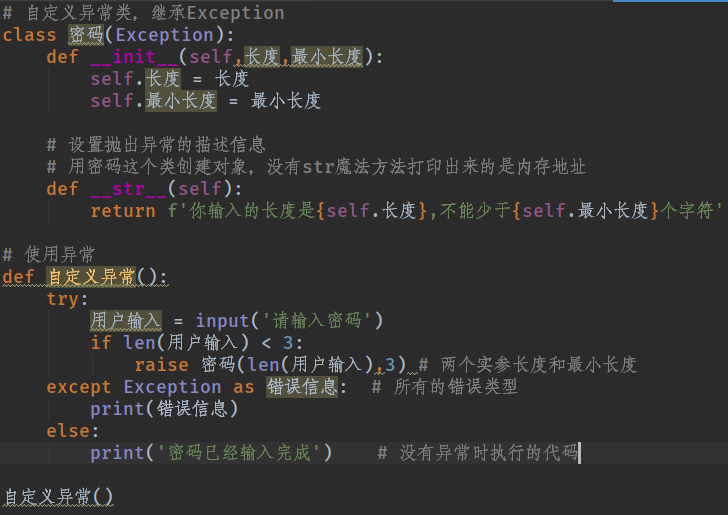 # 自定义异常类，继承Exception
class 密码(Exception):
    def __init__(self,长度,最小长度):
        self.长度 = 长度
        self.最小长度 = 最小长度
    # 设置抛出异常的描述信息
    # 用密码这个类创建对象，没有str魔法方法打印出来的是内存地址
    def __str__(self):
        return f'你输入的长度是{self.长度},不能少于{self.最小长度}个字符'
# 使用异常
def 自定义异常():
    try:
        用户输入 = input('请输入密码')
        if len(用户输入) < 3:
            raise 密码(len(用户输入),3) # 两个实参长度和最小长度
    except Exception as 错误信息:  # 所有的错误类型
        print(错误信息)
    else:
        print('密码已经输入完成')    # 没有异常时执行的代码
自定义异常()